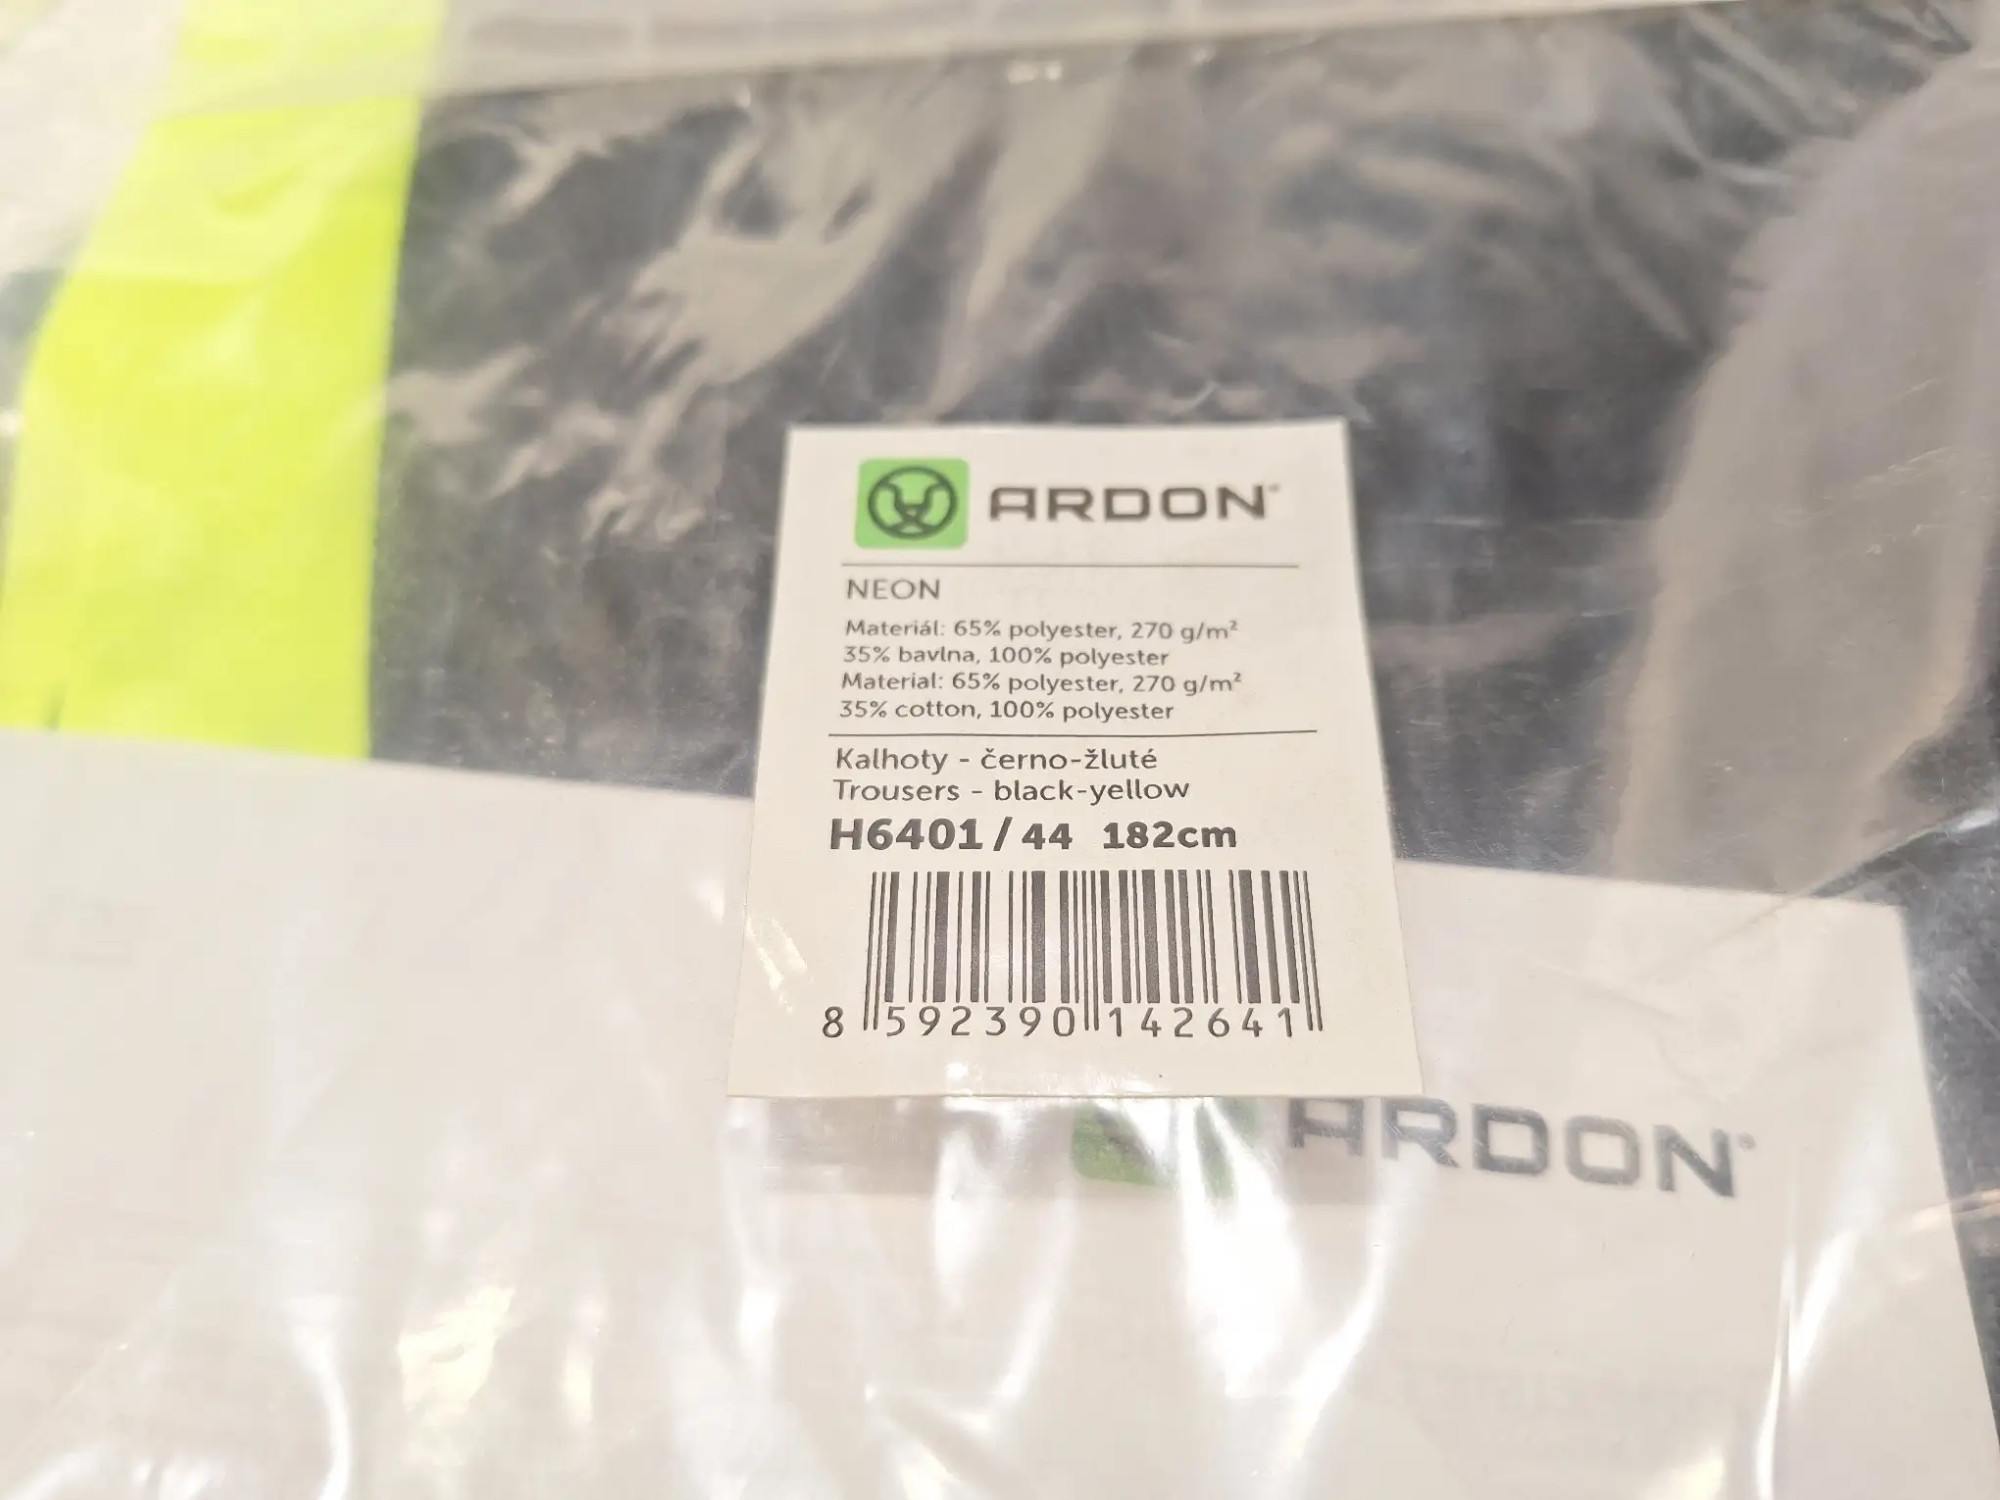 ARDON®
NEON
Materiál: 65% polyester, 270 g/m²
35% bavlna, 100% polyester
Material: 65% polyester, 270 g/m²
35% cotton, 100% polyester
Kalhoty - černo-žluté
Trousers - black-yellow
H6401 / 44 182cm
8 592390 142641
ARDON®